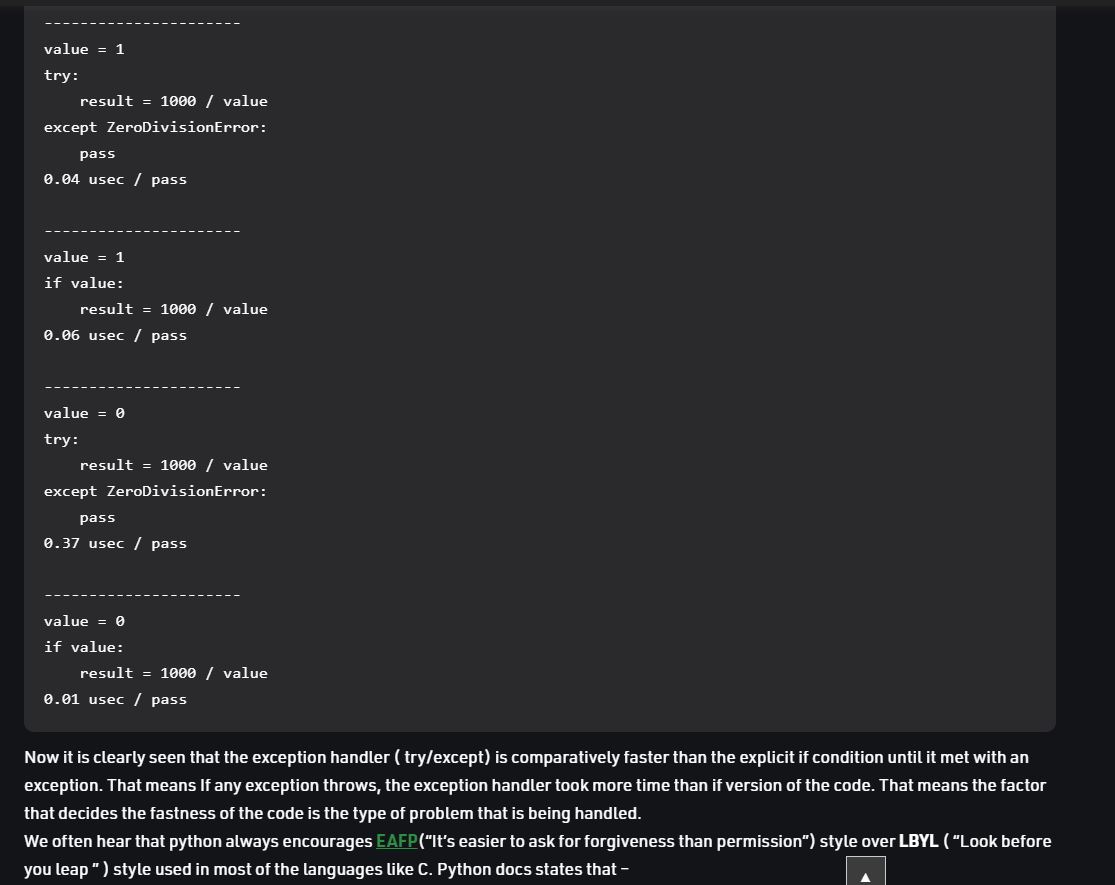 ----------------------
value = 1
try:
    result = 1000 / value
except ZeroDivisionError:
    pass
0.04 usec / pass
----------------------
value = 1
if value:
    result = 1000 / value
0.06 usec / pass
----------------------
value = 0
try:
    result = 1000 / value
except ZeroDivisionError:
    pass
0.37 usec / pass
----------------------
value = 0
if value:
    result = 1000 / value
0.01 usec / pass
Now it is clearly seen that the exception handler ( try/except) is comparatively faster than the explicit if condition until it met with an
exception. That means If any exception throws, the exception handler took more time than if version of the code. That means the factor
that decides the fastness of the code is the type of problem that is being handled.
We often hear that python always encourages EAFP(“It’s easier to ask for forgiveness than permission”) style over LBYL ( “Look before
you leap ” ) style used in most of the languages like C. Python docs states that –